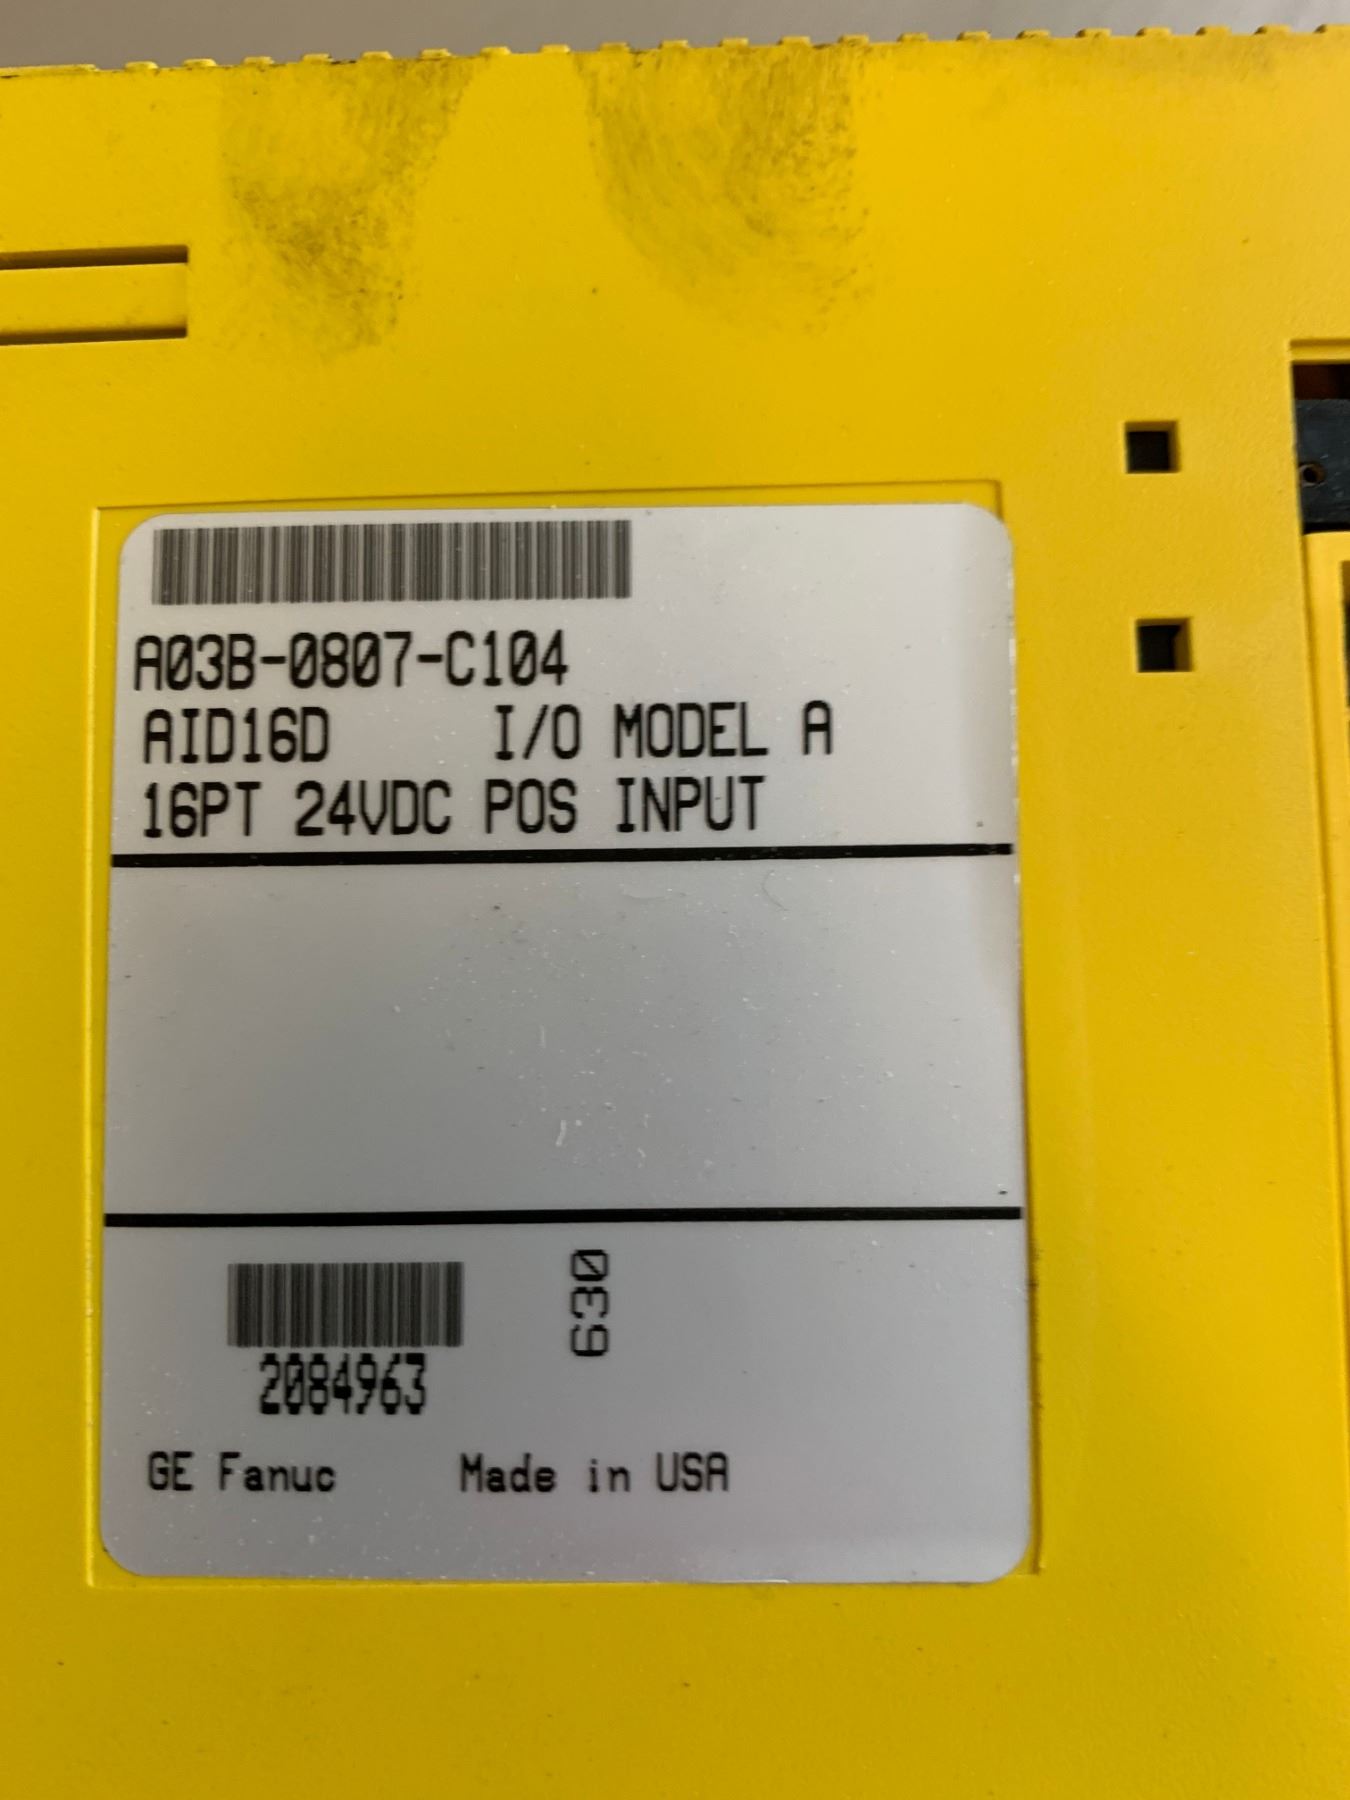 A03B-0807-C104
AID16D I/O MODEL A
16PT 24VDC POS INPUT
630
2084963
GE Fanuc Made in USA